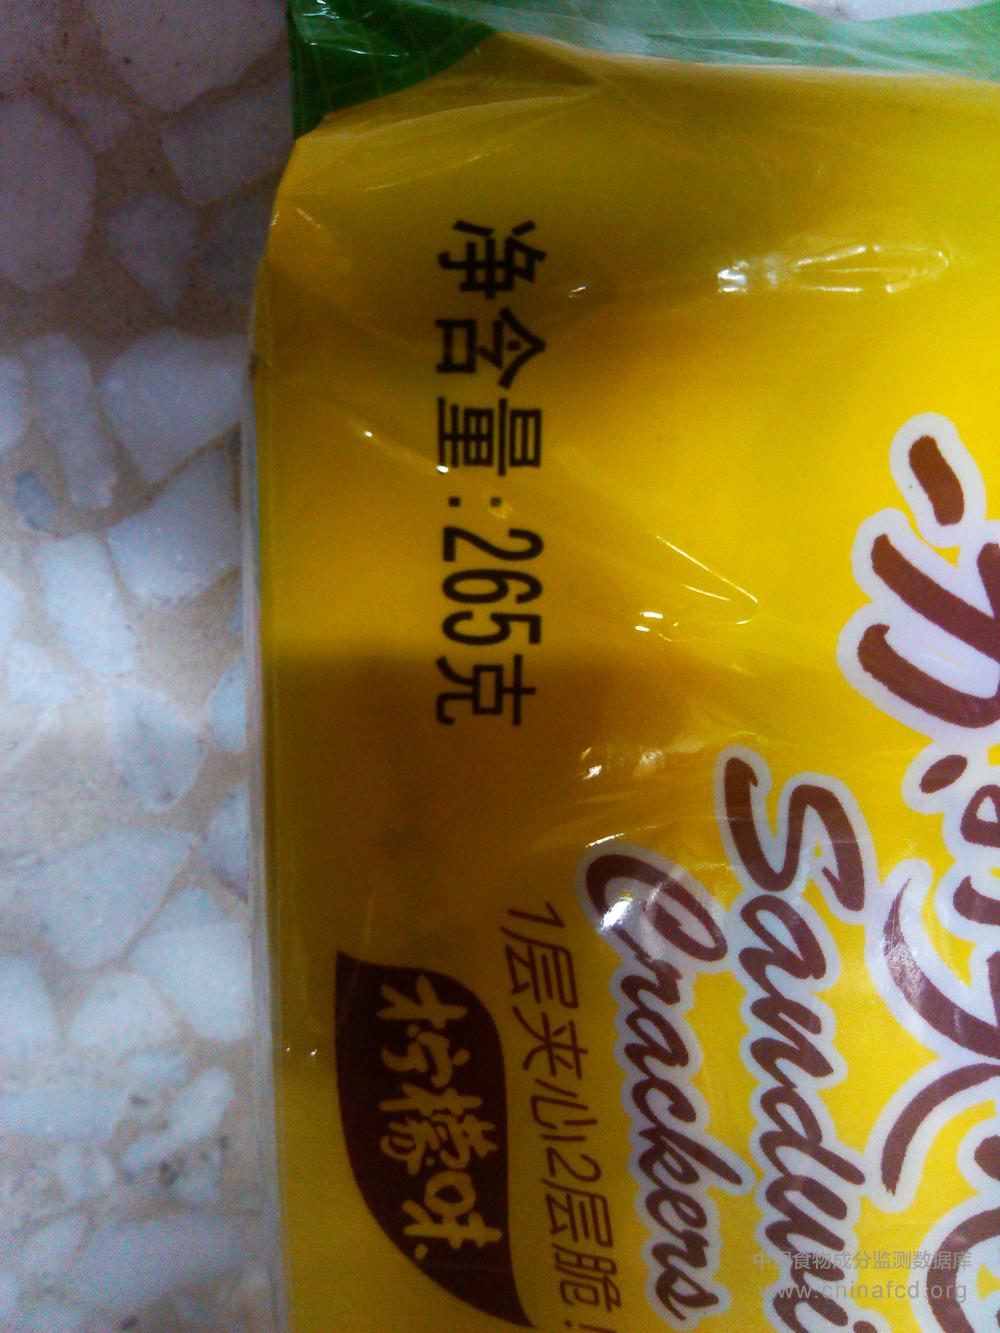 净含量:265克
Sandwi
Crackers
1层夹心2层脆!
柠檬味
中国食物成分监测数据库
www.chinafcd.org